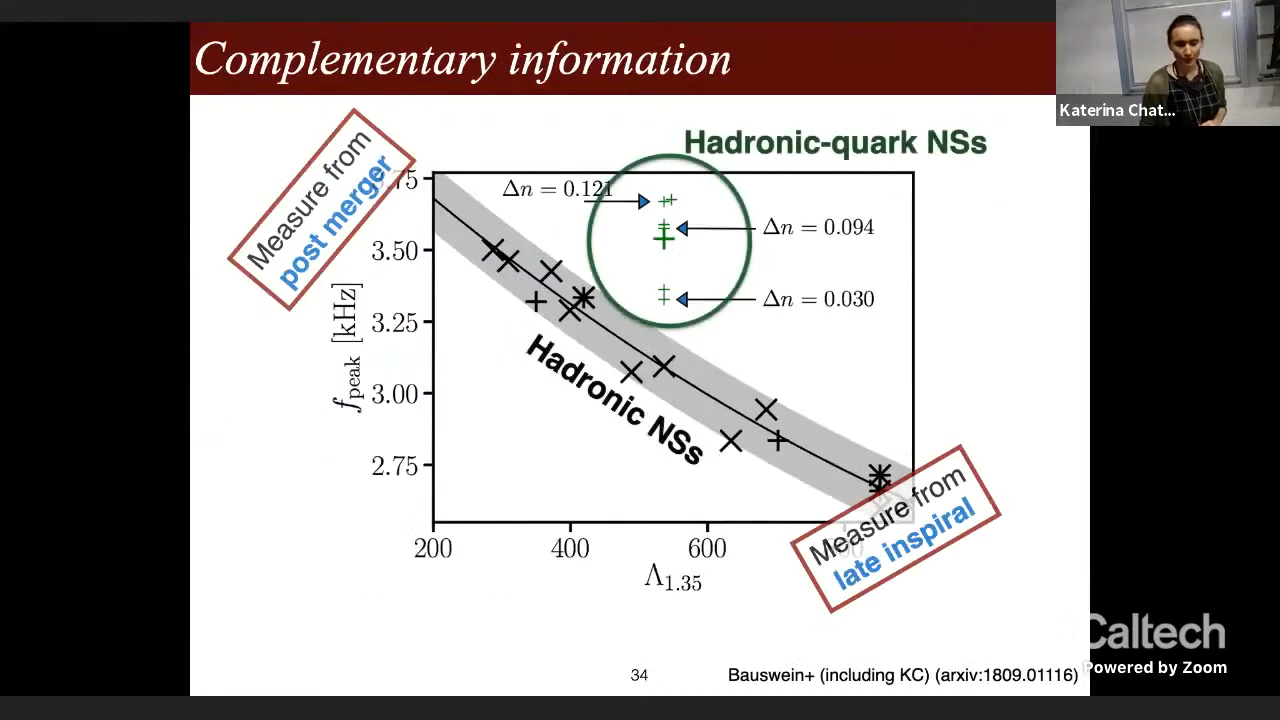 Complementary information
Katerina Chat...
Hadronic-quark NSs
Measure from
post merger
Δn = 0.121
Δn = 0.094
Δn = 0.030
3.50
3.25
3.00
2.75
f_peak [kHz]
Hadronic NSs
Measure from
late inspiral
200
400
600
Λ_1.35
Caltech
Powered by Zoom
34
Bauswein+ (including KC) (arxiv:1809.01116)